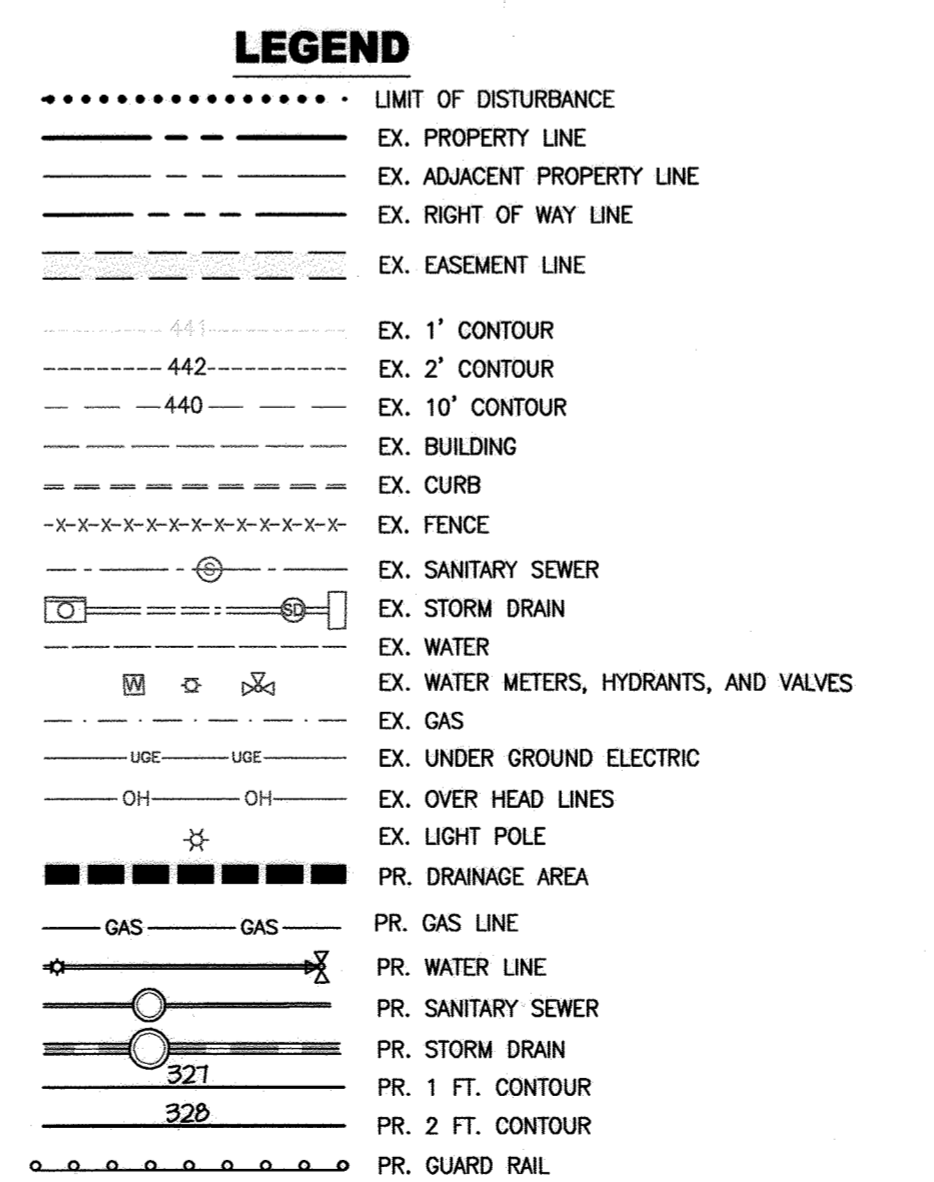 LEGEND
LIMIT OF DISTURBANCE
EX. PROPERTY LINE
EX. ADJACENT PROPERTY LINE
EX. RIGHT OF WAY LINE
EX. EASEMENT LINE
441 EX. 1' CONTOUR
442 EX. 2' CONTOUR
440 EX. 10' CONTOUR
EX. BUILDING
EX. CURB
-X-X-X-X-X-X-X-X-X-X-X-X-X- EX. FENCE
S EX. SANITARY SEWER
SD EX. STORM DRAIN
EX. WATER
W EX. WATER METERS, HYDRANTS, AND VALVES
EX. GAS
UGE UGE EX. UNDER GROUND ELECTRIC
OH OH EX. OVER HEAD LINES
EX. LIGHT POLE
PR. DRAINAGE AREA
GAS GAS PR. GAS LINE
PR. WATER LINE
PR. SANITARY SEWER
PR. STORM DRAIN
327 PR. 1 FT. CONTOUR
328 PR. 2 FT. CONTOUR
PR. GUARD RAIL